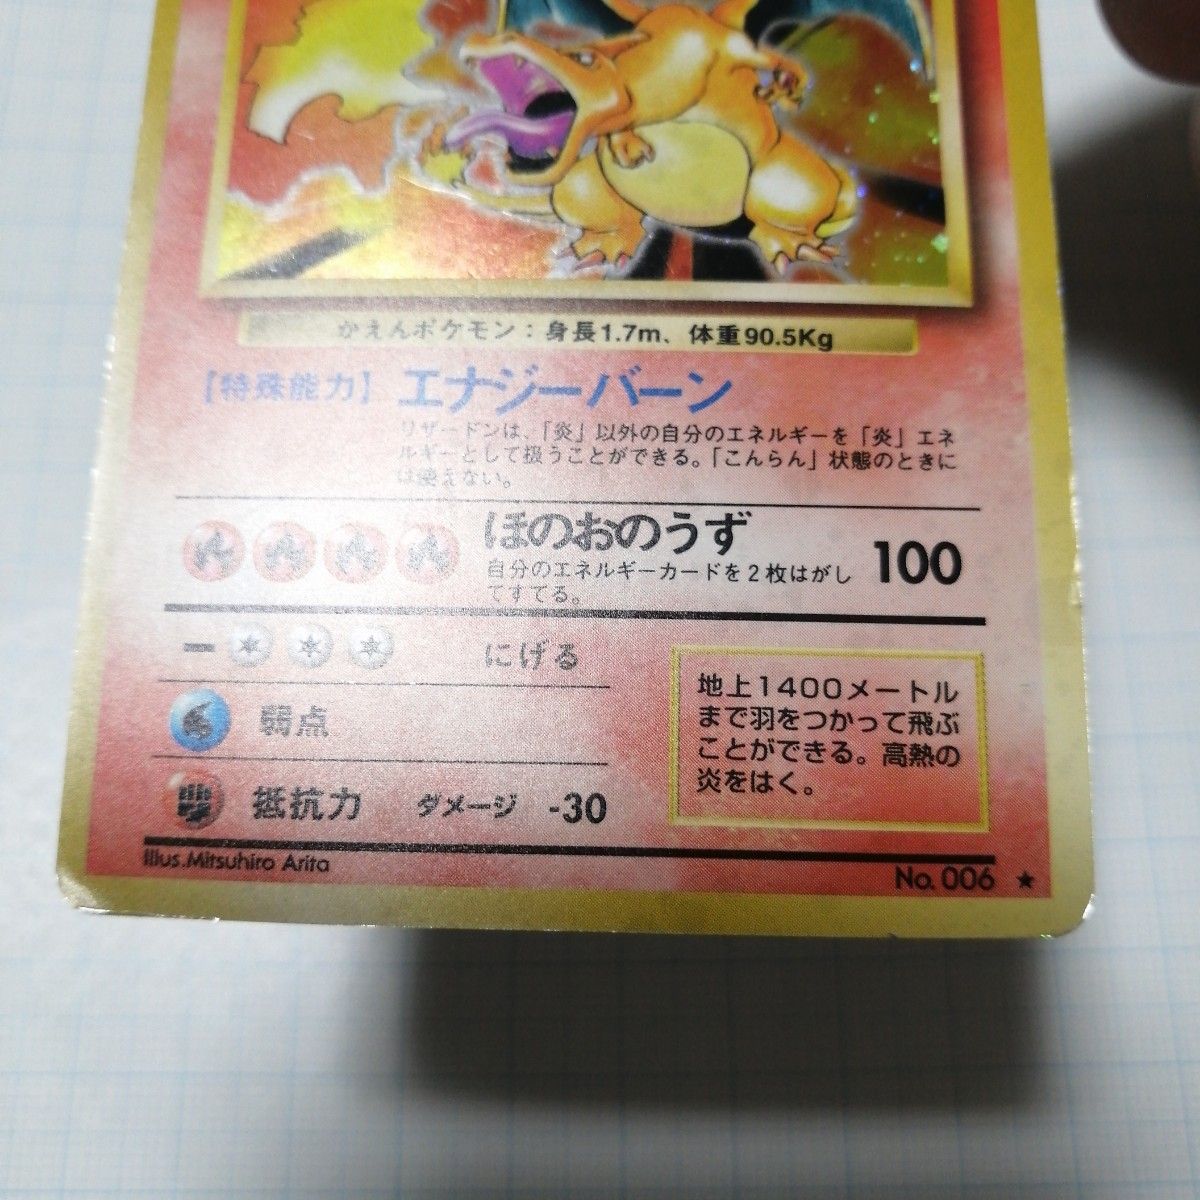 かえんポケモン：身長1.7m、体重90.5Kg
【特殊能力】 エナジーバーン
リザードンは、「炎」以外の自分のエネルギーを「炎」エネ
ルギーとして扱うことができる。「こんらん」状態のときに
は使えない。
ほのおのうず 100
自分のエネルギーカードを2枚はがし
てすてる。
にげる
弱点
抵抗力 ダメージ -30
地上1400メートル
まで羽をつかって飛ぶ
ことができる。高熱の
炎をはく。
Illus.Mitsuhiro Arita
No. 006 ★